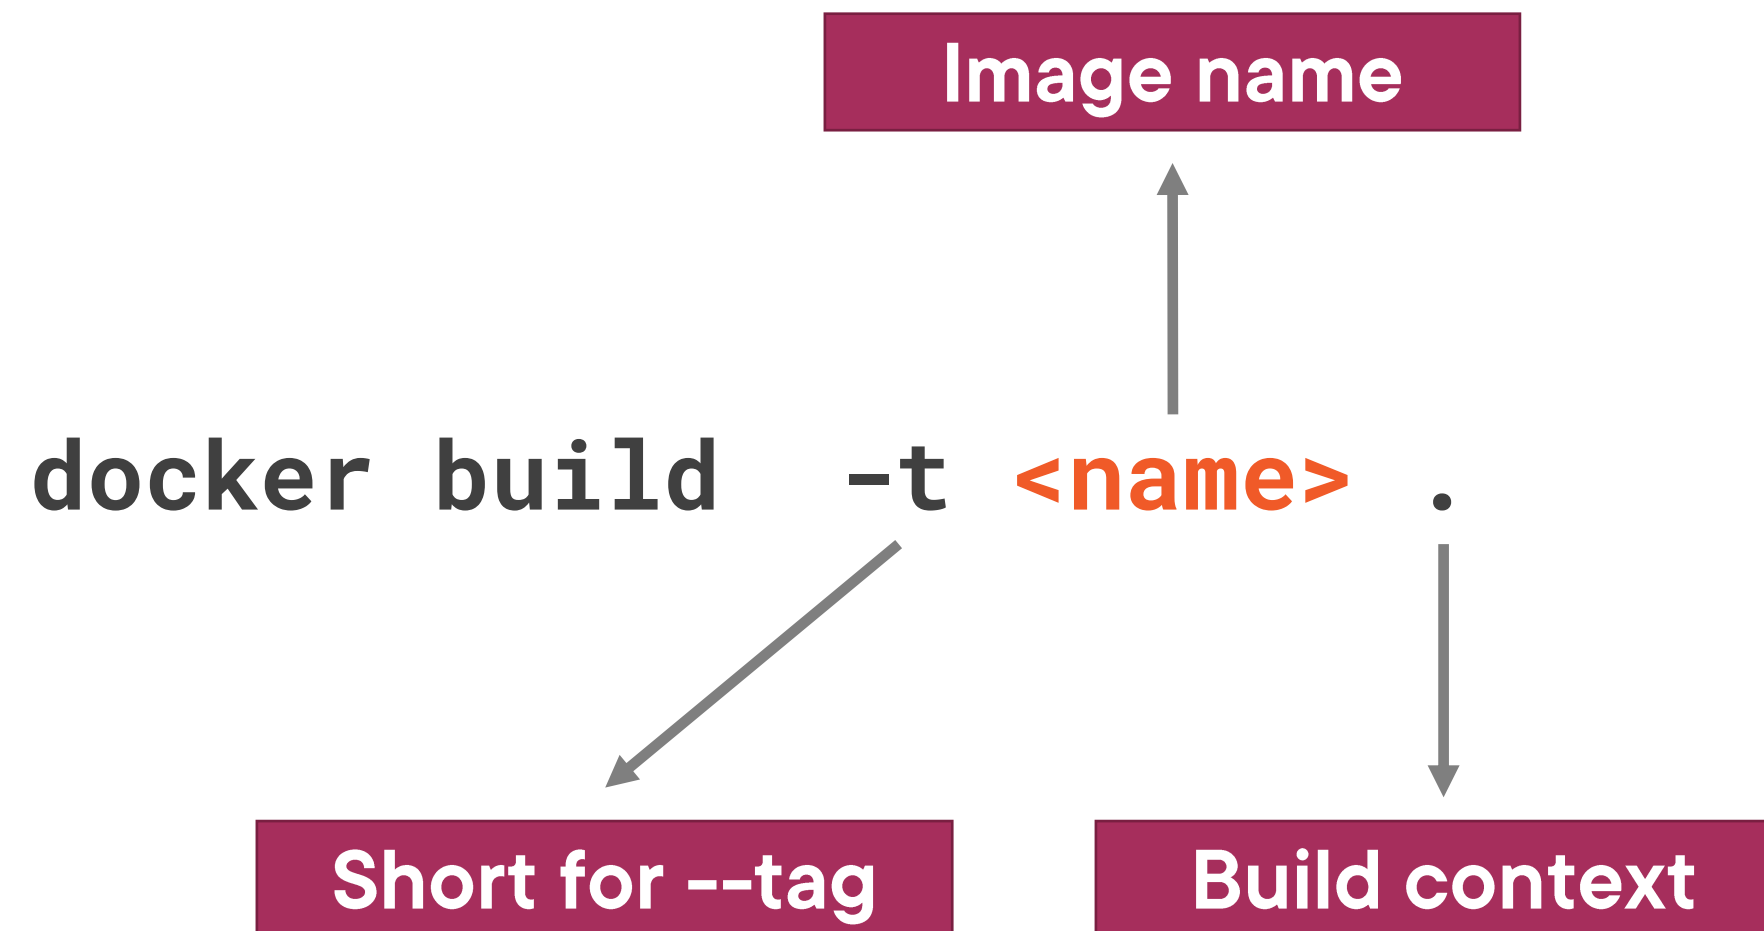 Image name
docker build -t <name> .
Short for --tag
Build context